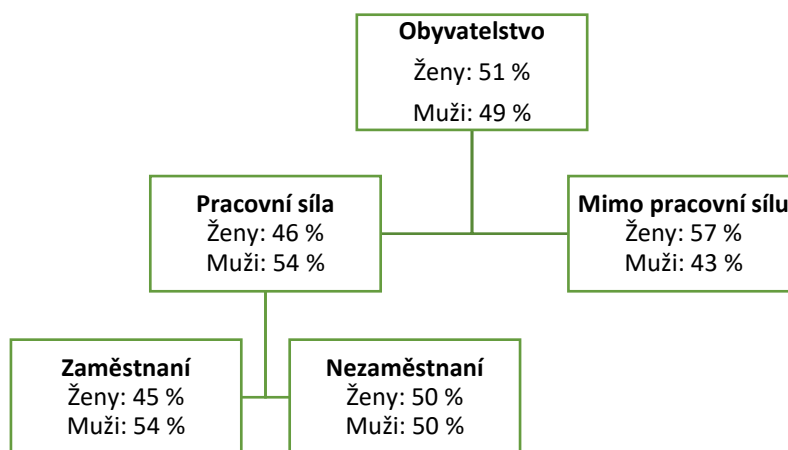 Obyvatelstvo
Ženy: 51 %
Muži: 49 %
Pracovní síla
Ženy: 46 %
Muži: 54 %
Mimo pracovní sílu
Ženy: 57 %
Muži: 43 %
Zaměstnaní
Ženy: 45 %
Muži: 54 %
Nezaměstnaní
Ženy: 50 %
Muži: 50 %